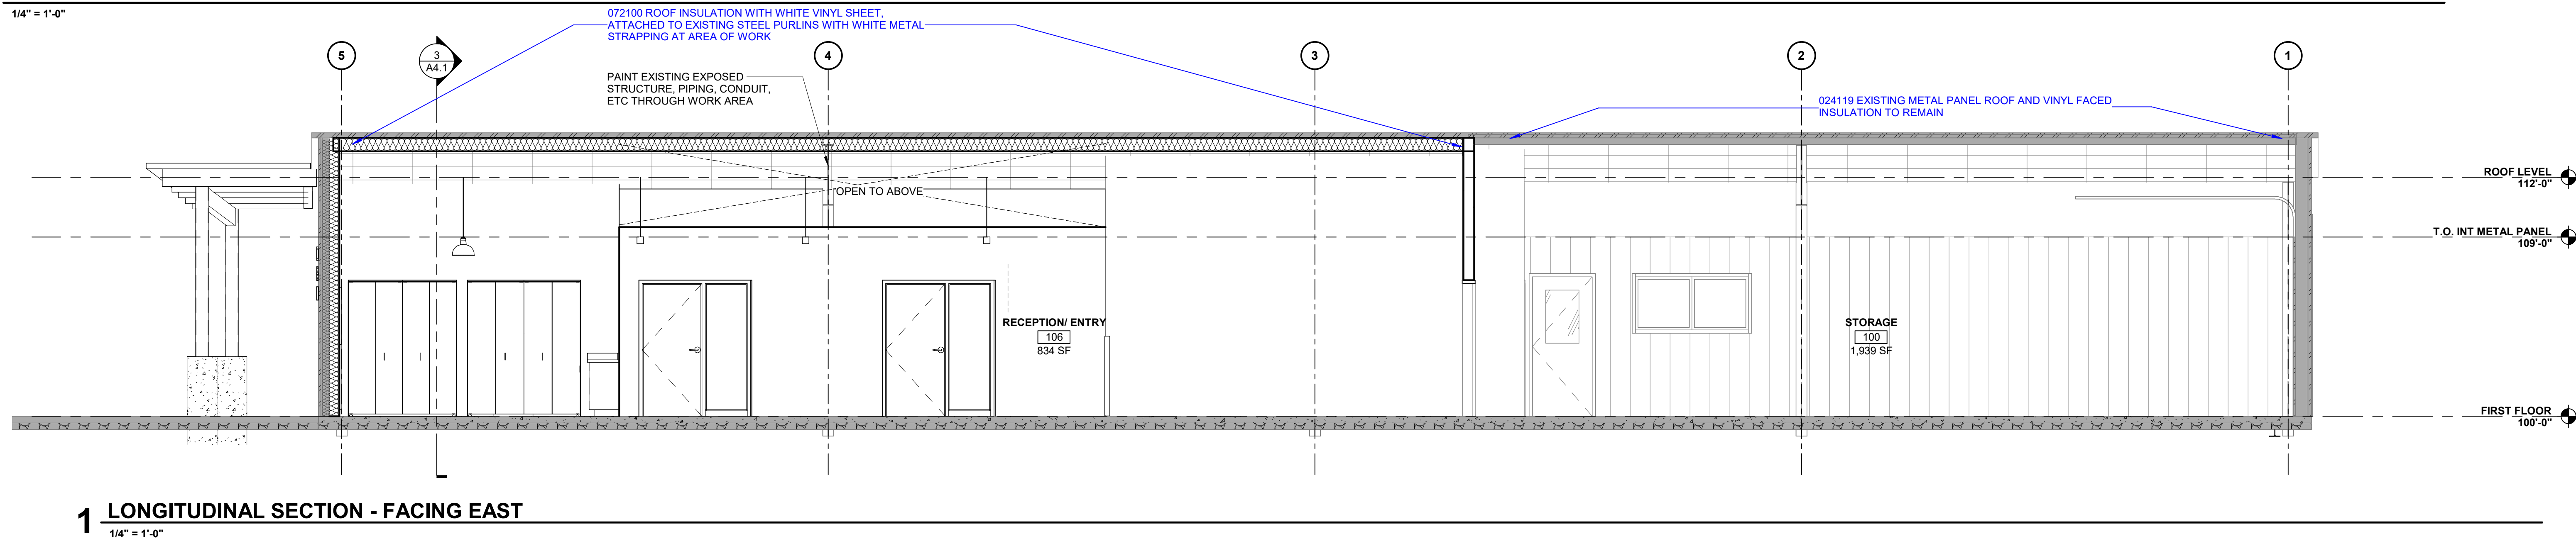 1/4" = 1'-0"
072100 ROOF INSULATION WITH WHITE VINYL SHEET,
ATTACHED TO EXISTING STEEL PURLINS WITH WHITE METAL
STRAPPING AT AREA OF WORK
5
3
A4.1
4
3
2
1
PAINT EXISTING EXPOSED
STRUCTURE, PIPING, CONDUIT,
ETC THROUGH WORK AREA
024119 EXISTING METAL PANEL ROOF AND VINYL FACED
INSULATION TO REMAIN
OPEN TO ABOVE
ROOF LEVEL
112'-0"
T.O. INT METAL PANEL
109'-0"
RECEPTION/ ENTRY
106
834 SF
STORAGE
100
1,939 SF
FIRST FLOOR
100'-0"
1 LONGITUDINAL SECTION - FACING EAST
1/4" = 1'-0"